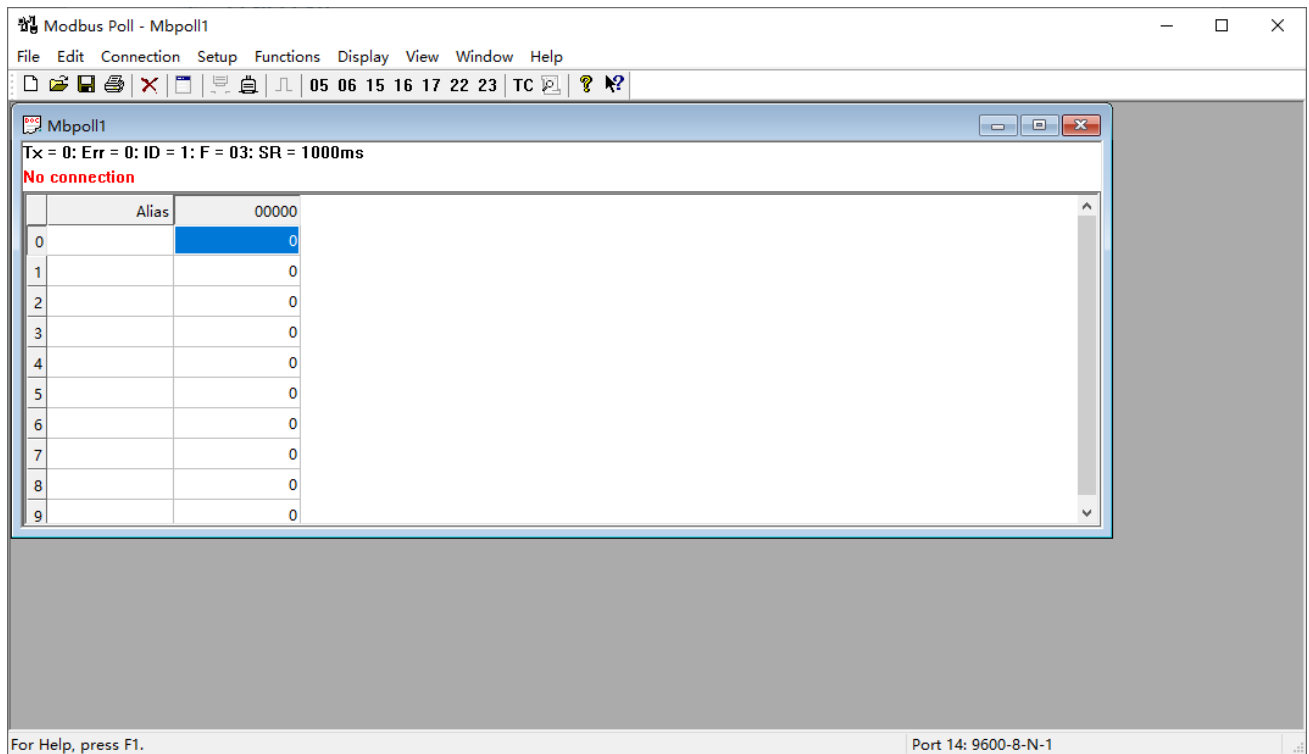 Modbus Poll - Mbpoll1
File Edit Connection Setup Functions Display View Window Help
05 06 15 16 17 22 23 TC
Mbpoll1
Tx = 0: Err = 0: ID = 1: F = 03: SR = 1000ms
No connection
Alias 00000
0 0
1 0
2 0
3 0
4 0
5 0
6 0
7 0
8 0
9 0
For Help, press F1. Port 14: 9600-8-N-1